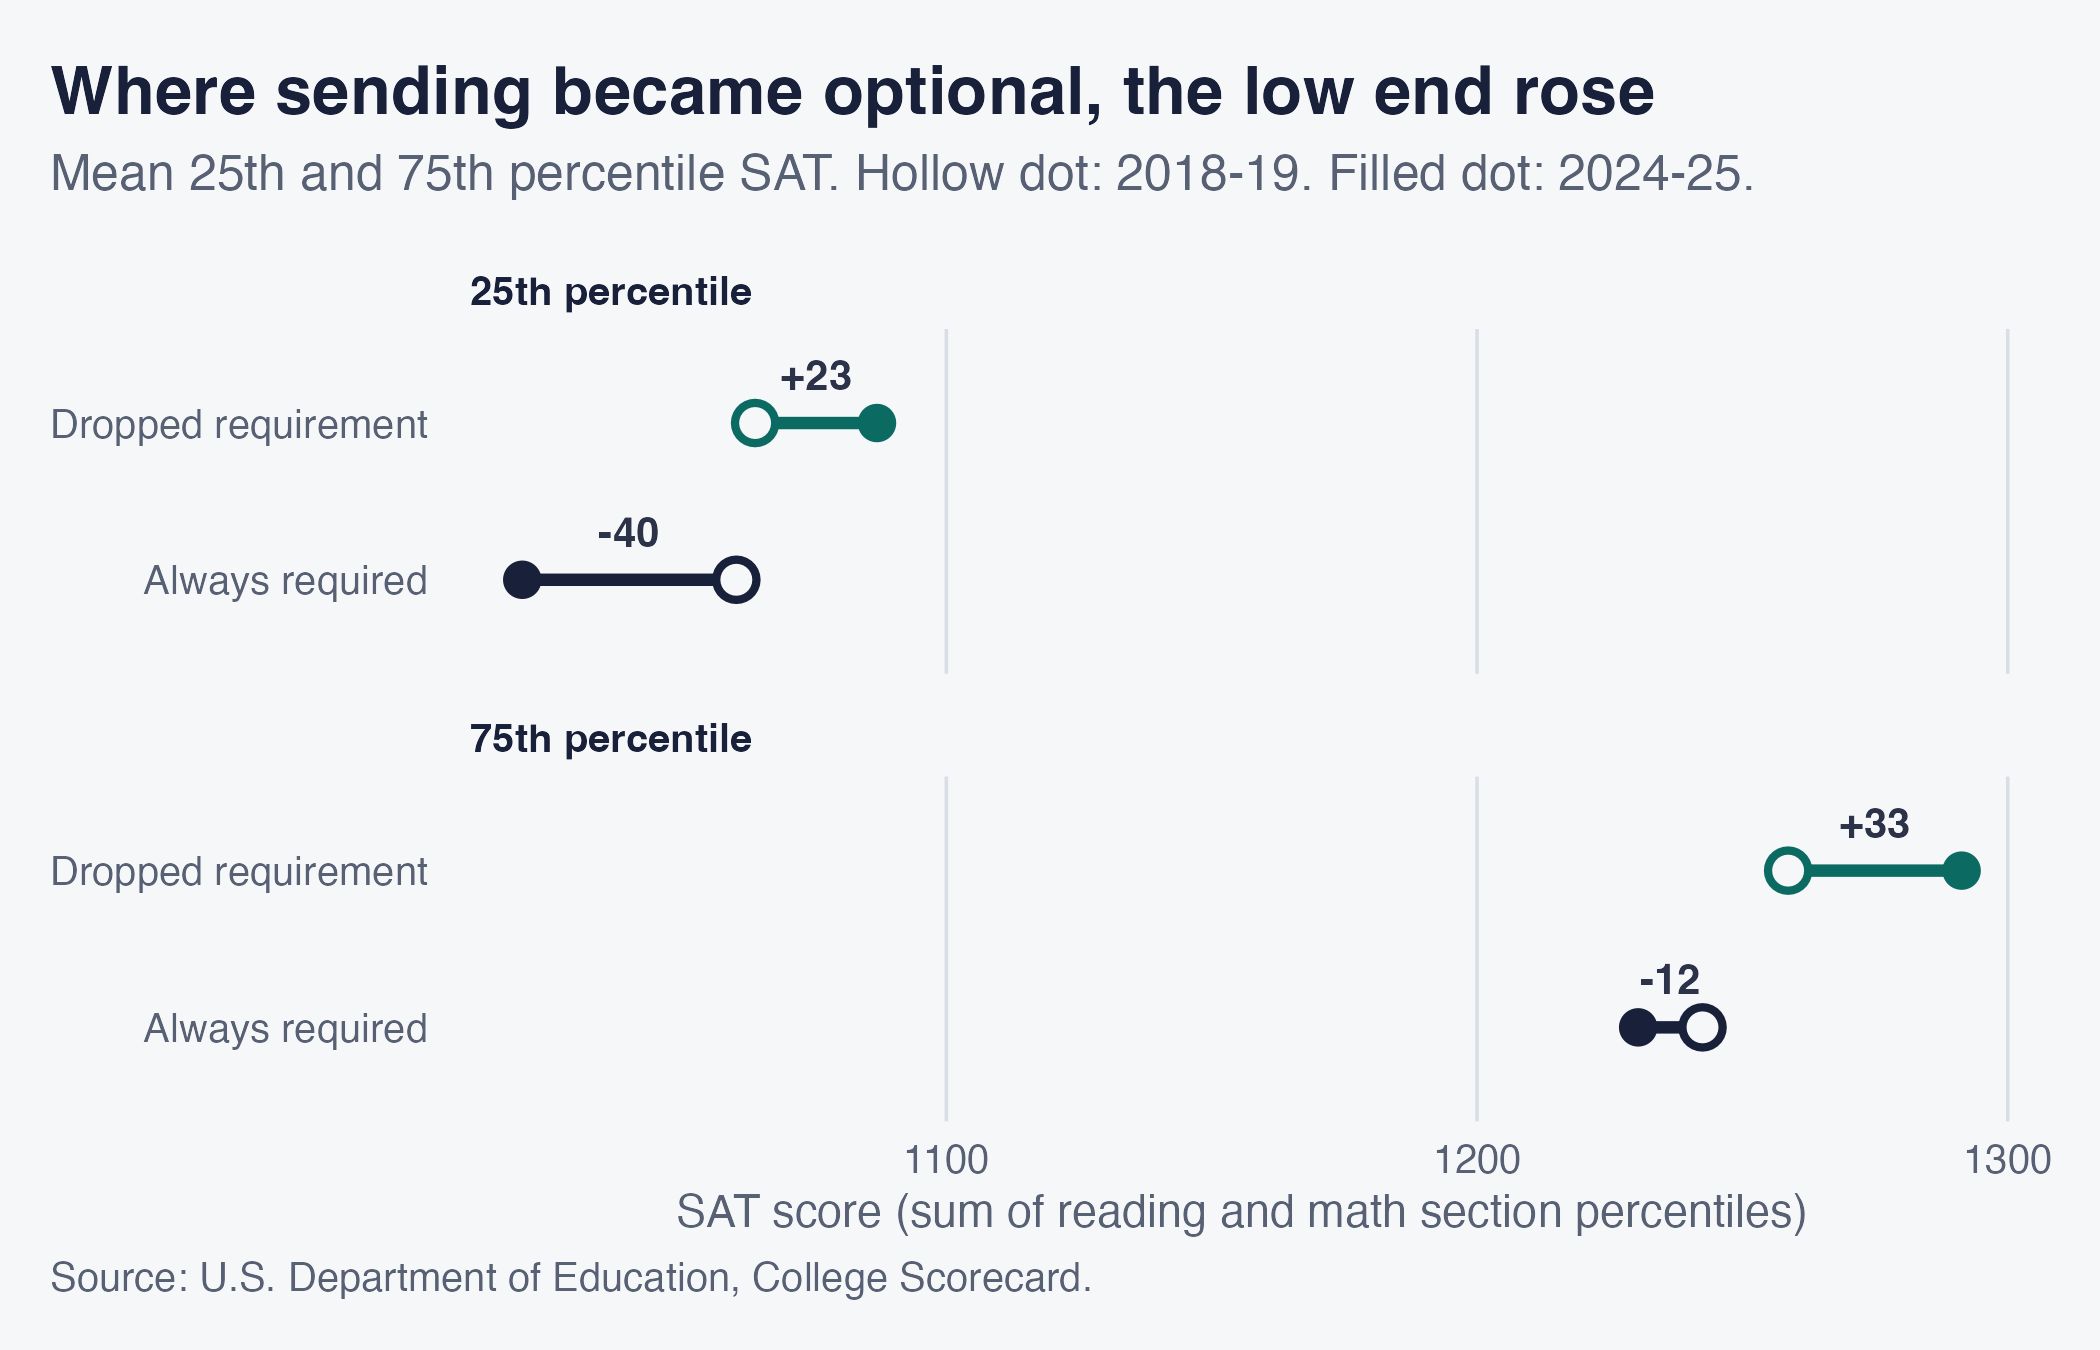 Where sending became optional, the low end rose
Mean 25th and 75th percentile SAT. Hollow dot: 2018-19. Filled dot: 2024-25.
25th percentile
+23
Dropped requirement
-40
Always required
75th percentile
+33
Dropped requirement
-12
Always required
1100 1200 1300
SAT score (sum of reading and math section percentiles)
Source: U.S. Department of Education, College Scorecard.